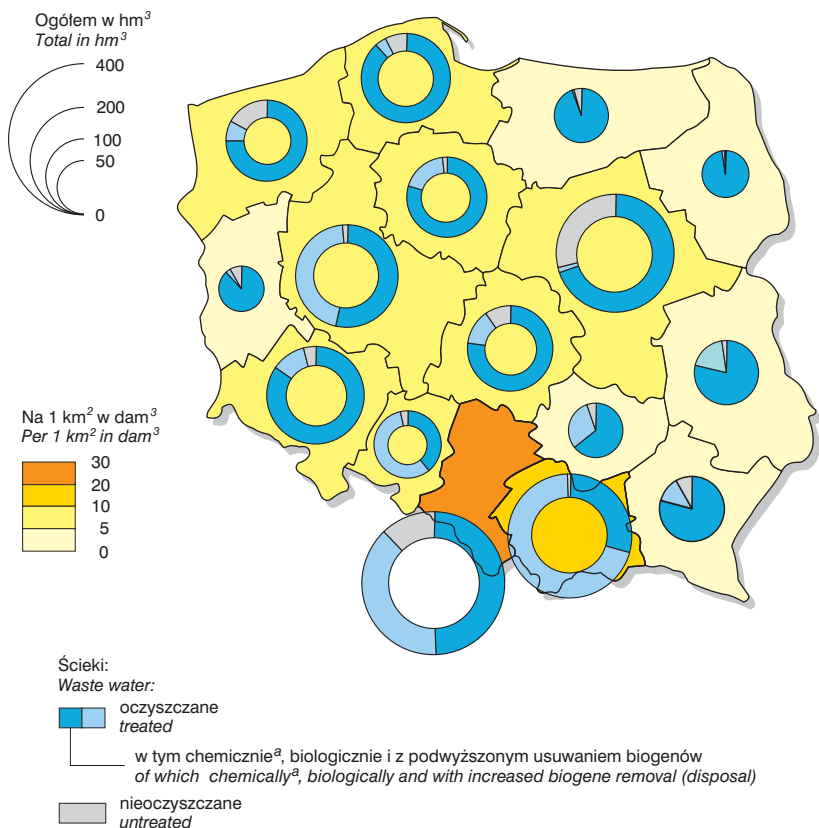 Ogółem w hm³
Total in hm³
400
200
100
50
0
Na 1 km² w dam³
Per 1 km² in dam³
30
20
10
5
0
Ścieki:
Waste water:
oczyszczane
treated
w tym chemicznieᵃ, biologicznie i z podwyższonym usuwaniem biogenów
of which chemicallyᵃ, biologically and with increased biogene removal (disposal)
nieoczyszczane
untreated